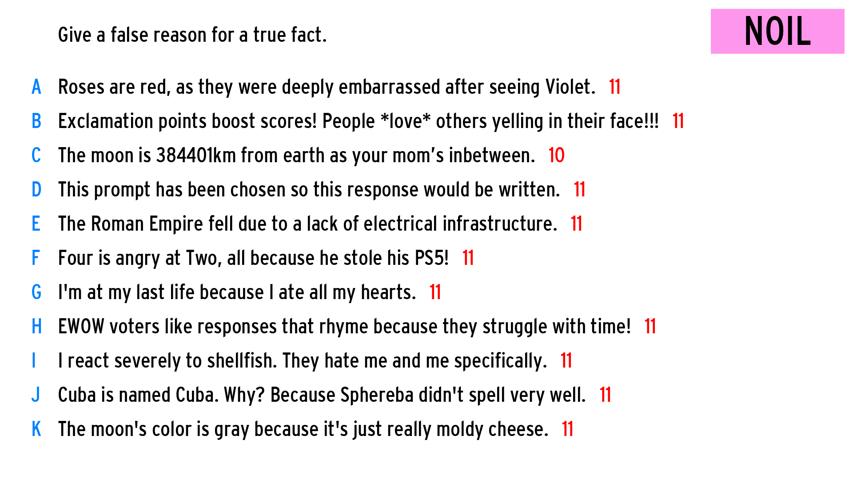 Give a false reason for a true fact.
NOIL
A Roses are red, as they were deeply embarrassed after seeing Violet. 11
B Exclamation points boost scores! People *love* others yelling in their face!!! 11
C The moon is 384401km from earth as your mom's inbetween. 10
D This prompt has been chosen so this response would be written. 11
E The Roman Empire fell due to a lack of electrical infrastructure. 11
F Four is angry at Two, all because he stole his PS5! 11
G I'm at my last life because I ate all my hearts. 11
H EWOW voters like responses that rhyme because they struggle with time! 11
I I react severely to shellfish. They hate me and me specifically. 11
J Cuba is named Cuba. Why? Because Sphereba didn't spell very well. 11
K The moon's color is gray because it's just really moldy cheese. 11